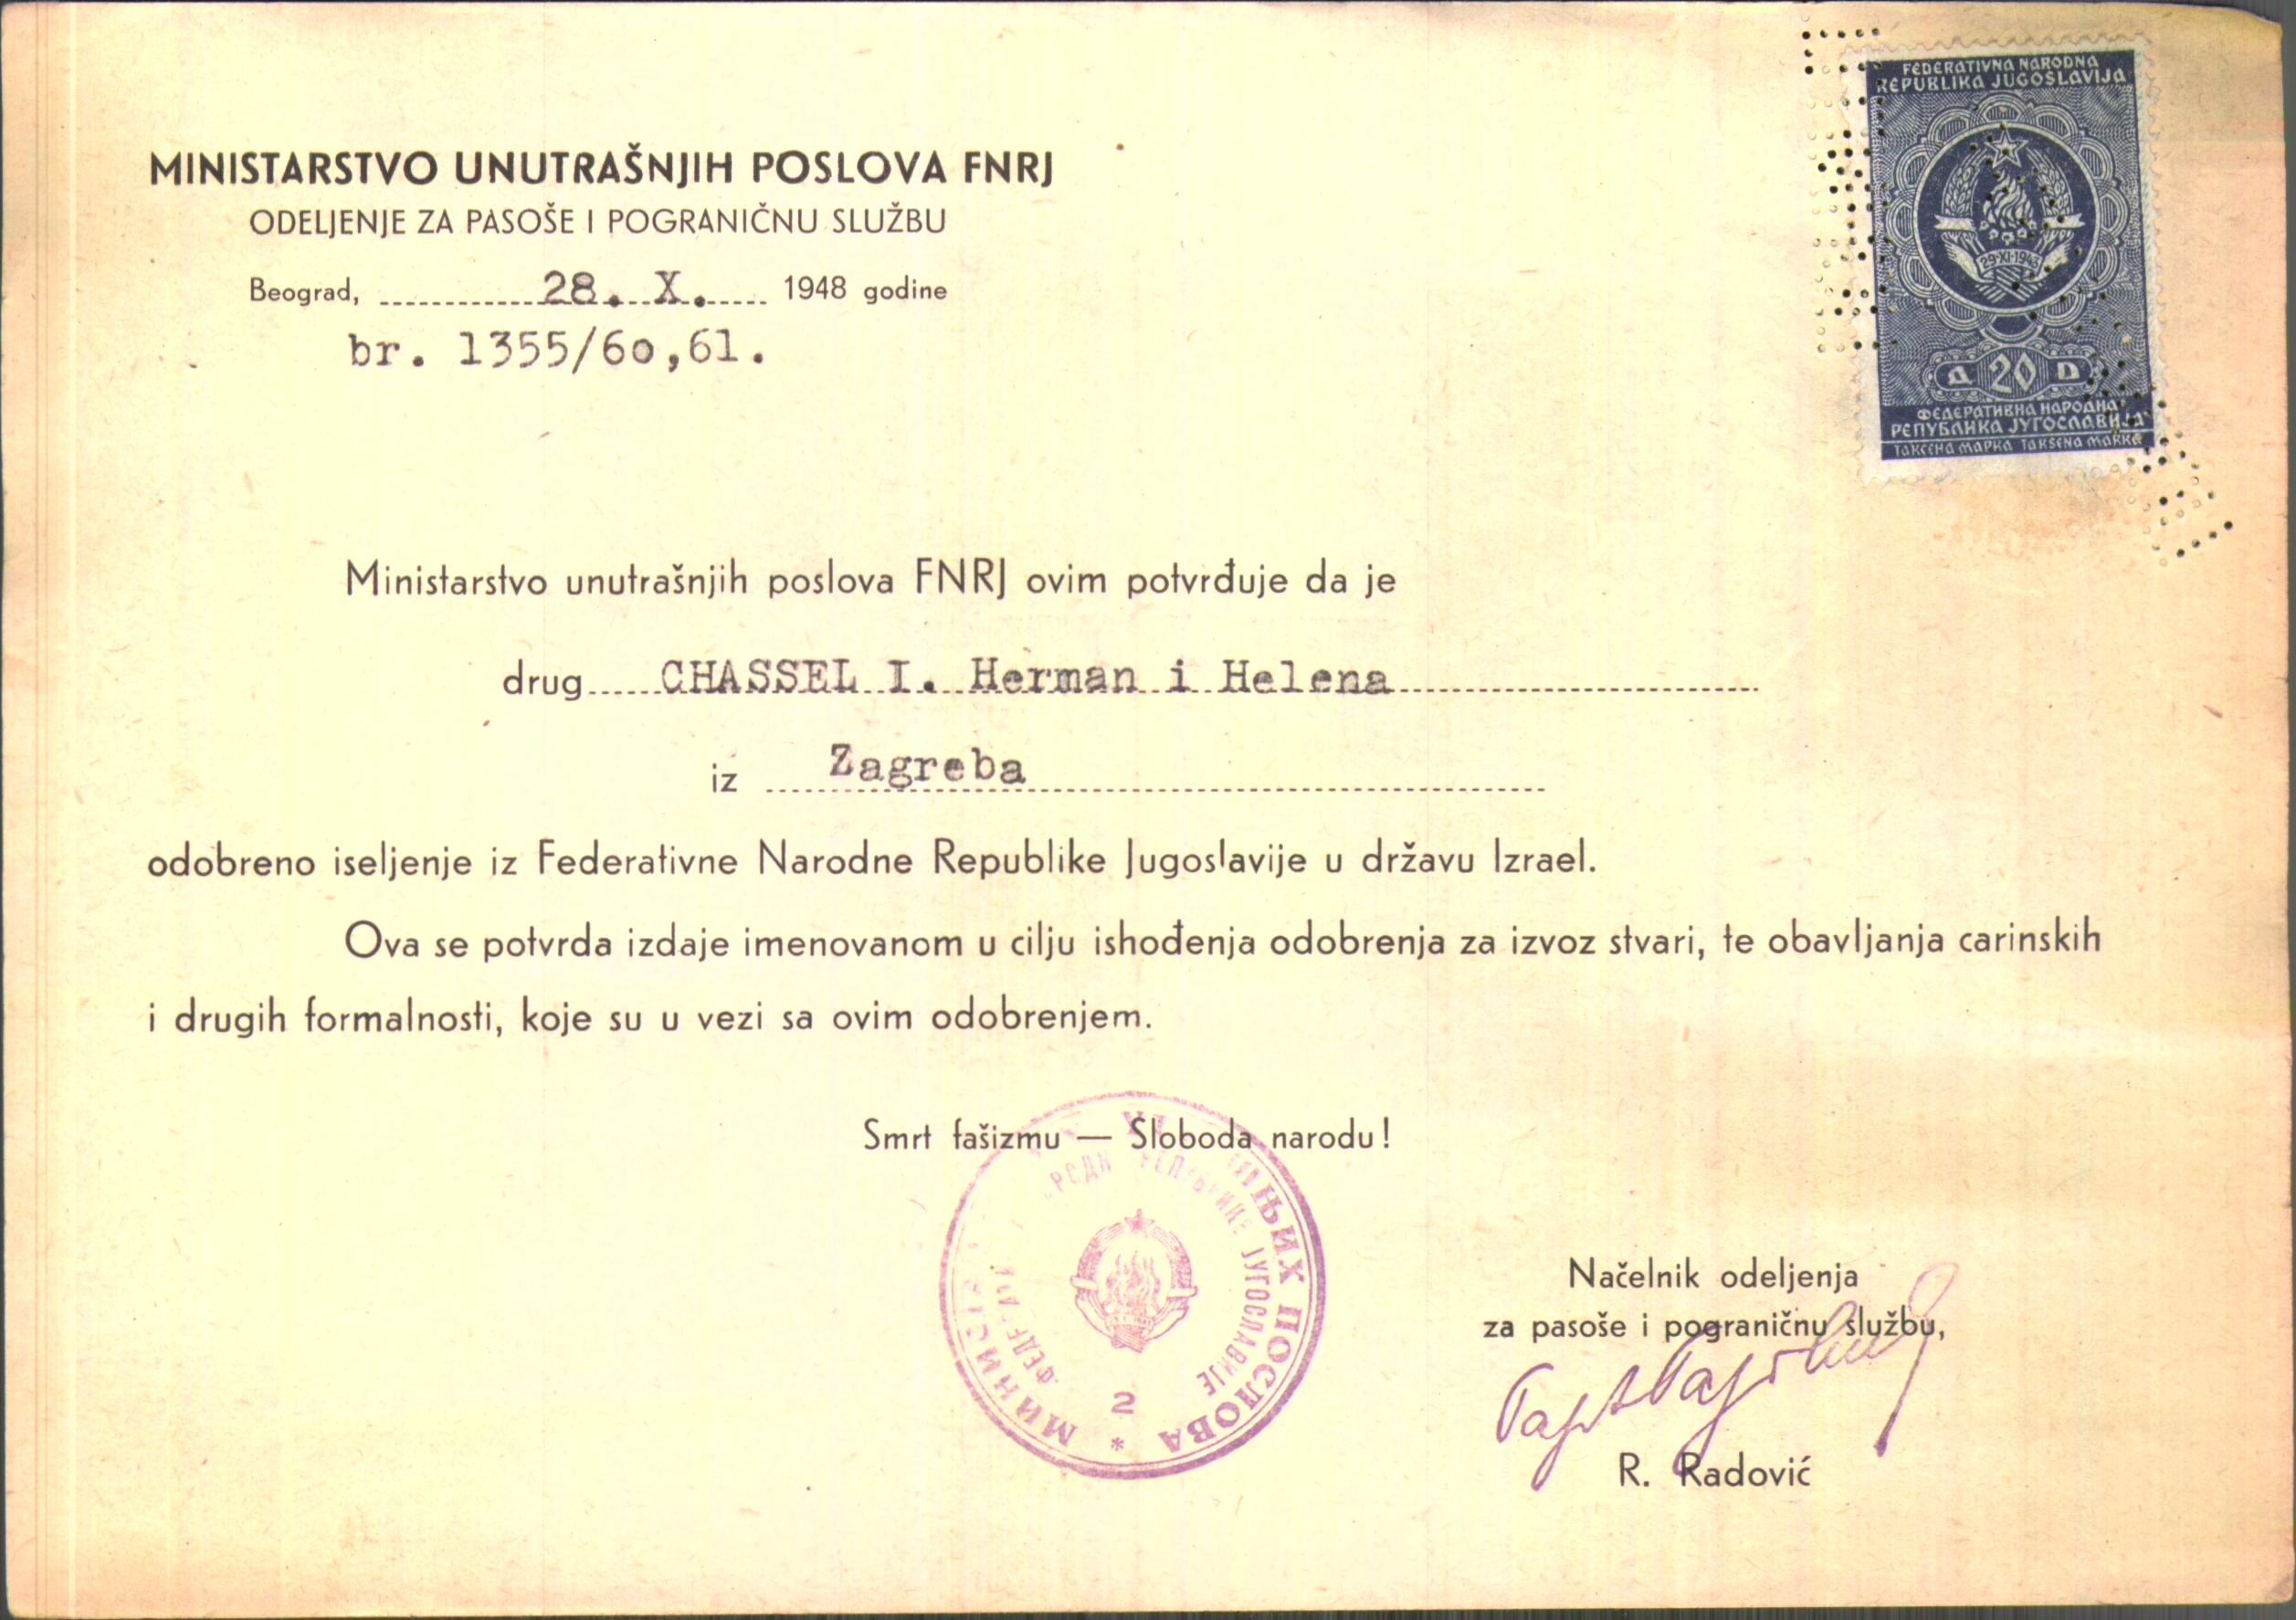 FEDERATIVNA NARODNA
REPUBLIKA JUGOSLAVIJA
29·XI·1943
Д 20 D
ФЕДЕРАТИВНА НАРОДНА
РЕПУБЛИКА ЈУГОСЛАВИЈА
ТАКСЕНА МАРКА TAKSENA MARKA
MINISTARSTVO UNUTRAŠNJIH POSLOVA FNRJ
ODELJENJE ZA PASOŠE I POGRANIČNU SLUŽBU
Beograd, 28. X. 1948 godine
br. 1355/60,61.
Ministarstvo unutrašnjih poslova FNRJ ovim potvrđuje da je
drug CHASSEL I. Herman i Helena
iz Zagreba
odobreno iseljenje iz Federativne Narodne Republike Jugoslavije u državu Izrael.
Ova se potvrda izdaje imenovanom u cilju ishođenja odobrenja za izvoz stvari, te obavljanja carinskih
i drugih formalnosti, koje su u vezi sa ovim odobrenjem.
Smrt fašizmu — Sloboda narodu!
ПОСЛОВА
ЈУГОСЛАВИЈЕ
2
Načelnik odeljenja
za pasoše i pograničnu službu,
R. Radović